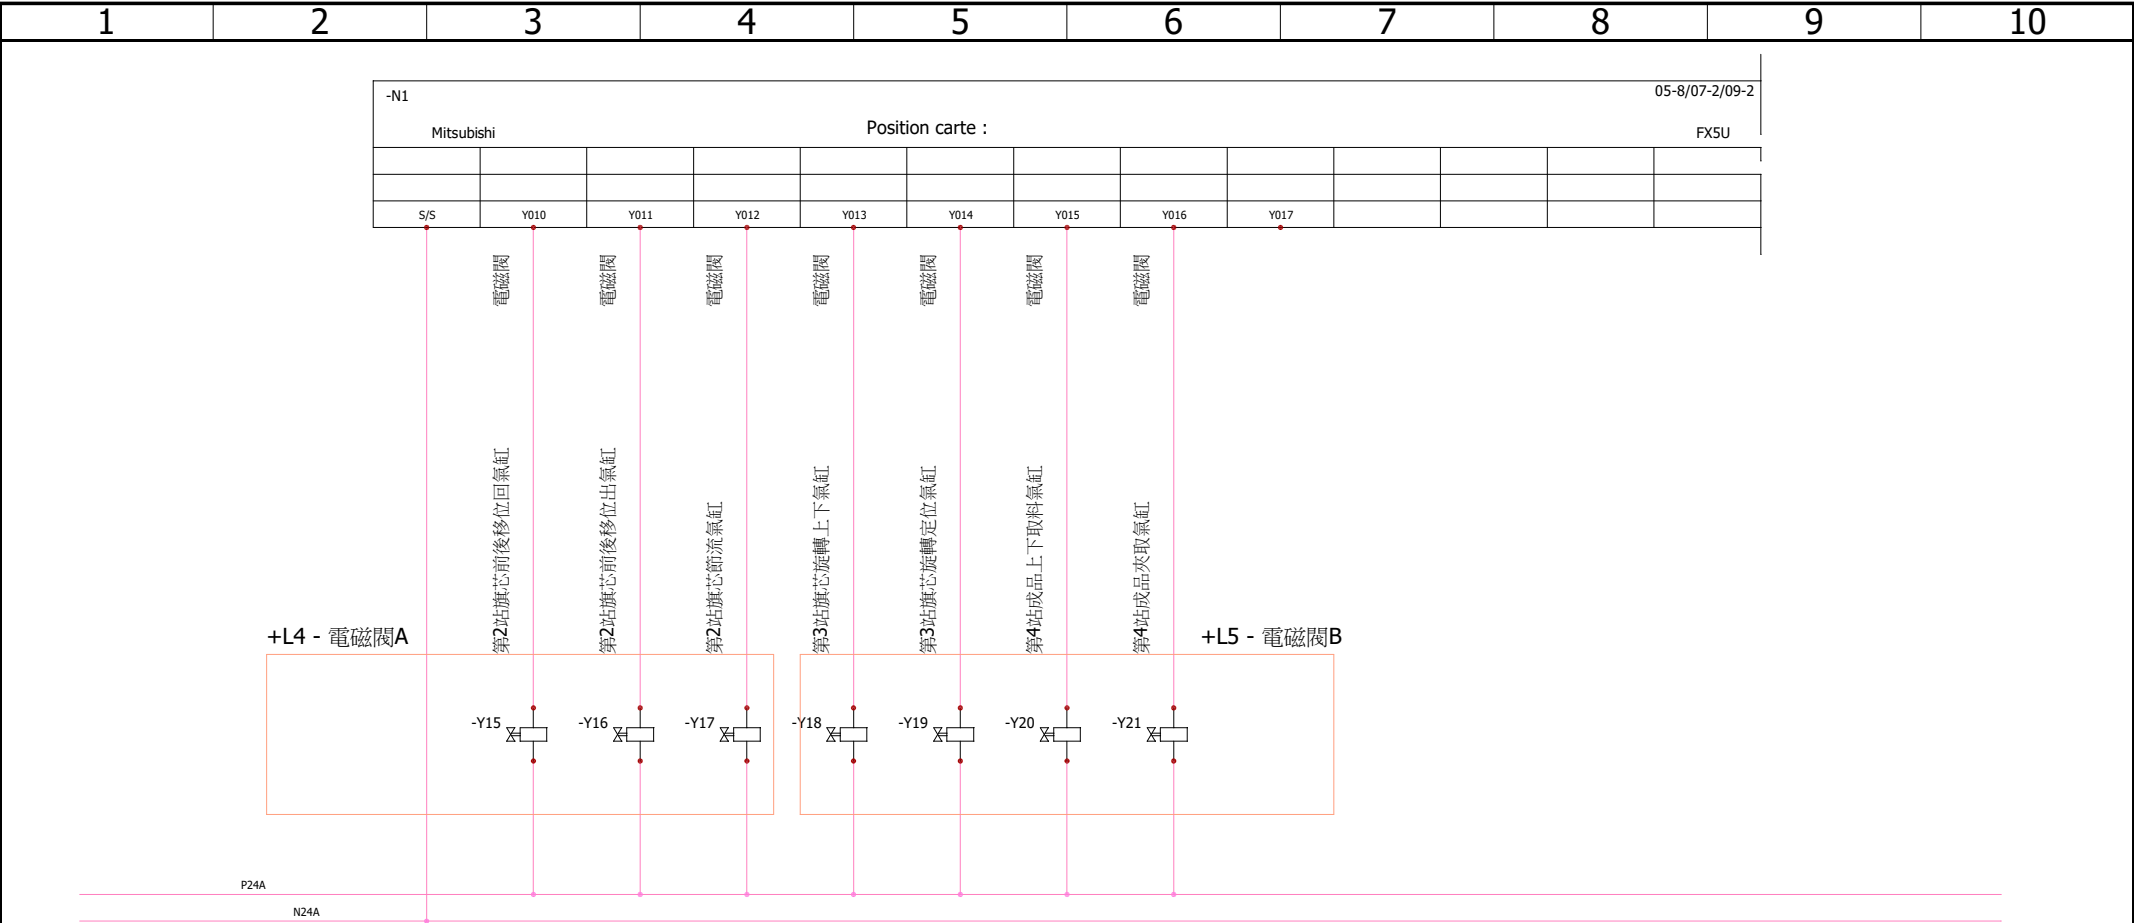 1 2 3 4 5 6 7 8 9 10
-N1 05-8/07-2/09-2
Mitsubishi Position carte : FX5U
S/S Y010 Y011 Y012 Y013 Y014 Y015 Y016 Y017
電磁閥 電磁閥 電磁閥 電磁閥 電磁閥 電磁閥 電磁閥
第2站旗芯前後移位回氣缸
第2站旗芯前後移位出氣缸
第2站旗芯節流氣缸
第3站旗芯旋轉上下氣缸
第3站旗芯旋轉定位氣缸
第4站成品上下取料氣缸
第4站成品夾取氣缸
+L4 - 電磁閥A +L5 - 電磁閥B
-Y15 -Y16 -Y17 -Y18 -Y19 -Y20 -Y21
P24A
N24A